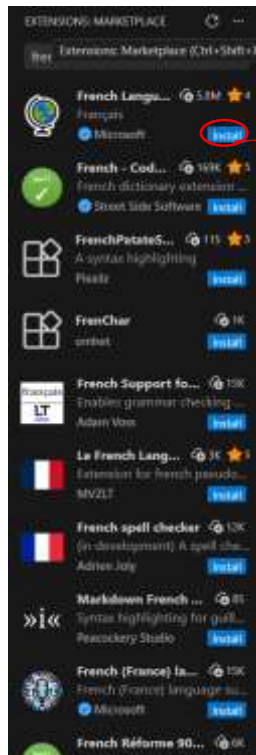 EXTENSIONS: MARKETPLACE
Extensions: Marketplace (Ctrl+Shift+
French Langu... 5.8M 4
Français
Microsoft Install
French - Cod... 169K 5
French dictionary extension ...
Street Side Software Install
FrenchPatateS... 115 5
A syntax highlighting
Install
FrenChar 1K
Install
French Support fo... 15K
Enables grammar checking ...
LT
Adam Voss Install
Le French Lang... 3K 5
Extension for french pseudo...
MVZLT Install
French spell checker 12K
(in development) A spell che...
Adrien Joly Install
Markdown French ...
»i« Syntax highlighting for guill...
Peacockery Studio Install
French (France) la... 15K
French (France) language su...
Microsoft Install
French Réforme 90... 6K